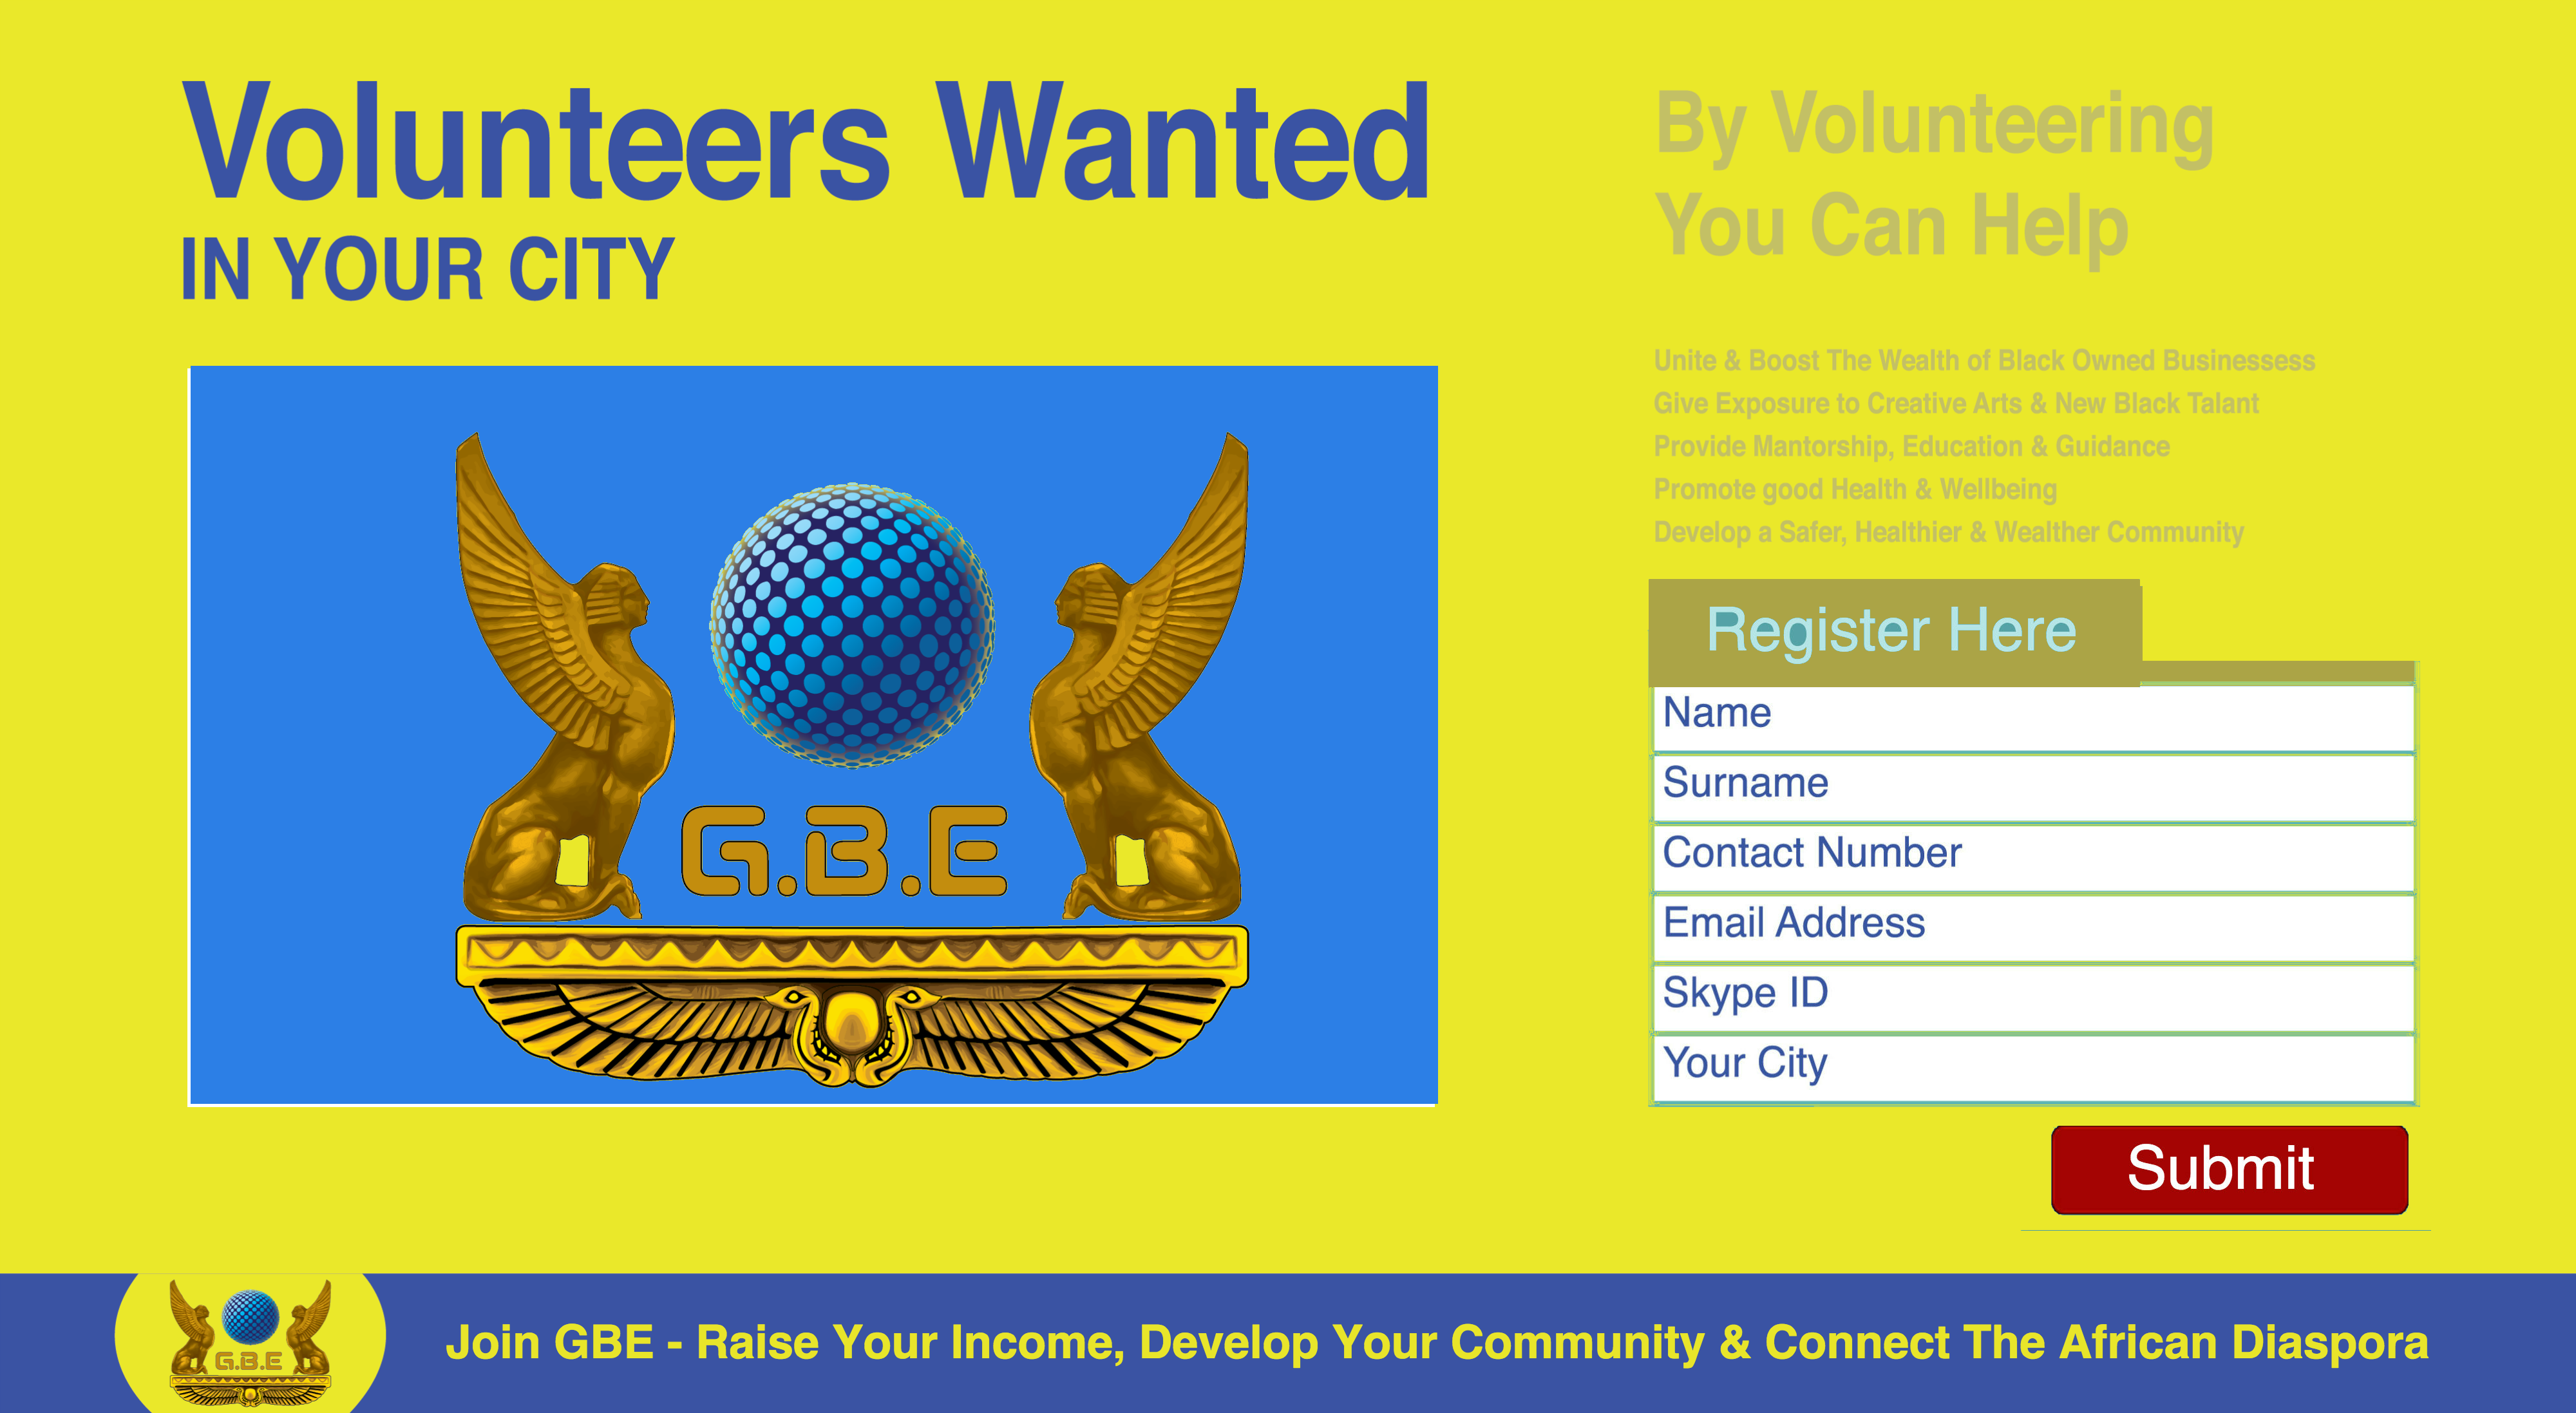 Volunteers Wanted
IN YOUR CITY
G.B.E
By Volunteering
You Can Help
Unite & Boost The Wealth of Black Owned Businessess
Give Exposure to Creative Arts & New Black Talant
Provide Mantorship, Education & Guidance
Promote good Health & Wellbeing
Develop a Safer, Healthier & Wealther Community
Register Here
Name
Surname
Contact Number
Email Address
Skype ID
Your City
Submit
G.B.E
Join GBE - Raise Your Income, Develop Your Community & Connect The African Diaspora